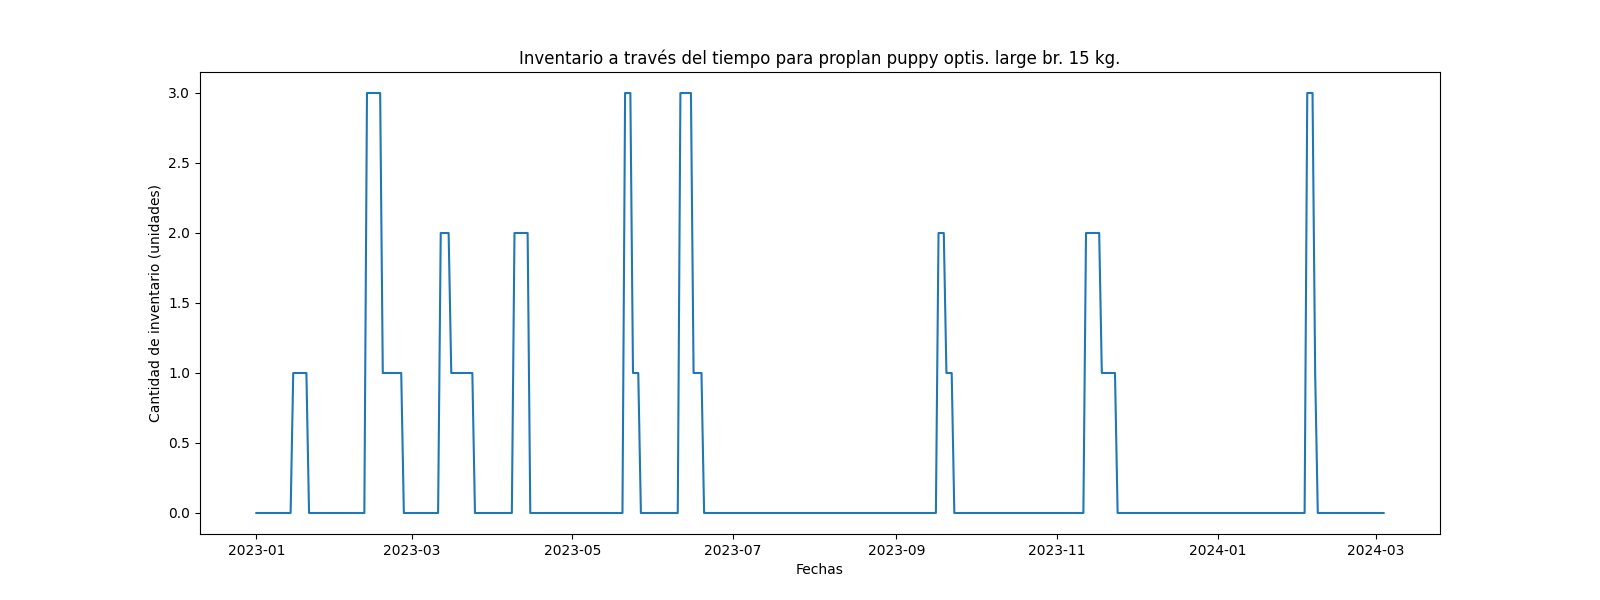 Inventario a través del tiempo para proplan puppy optis. large br. 15 kg.
Cantidad de inventario (unidades)
3.0
2.5
2.0
1.5
1.0
0.5
0.0
2023-01 2023-03 2023-05 2023-07 2023-09 2023-11 2024-01 2024-03
Fechas